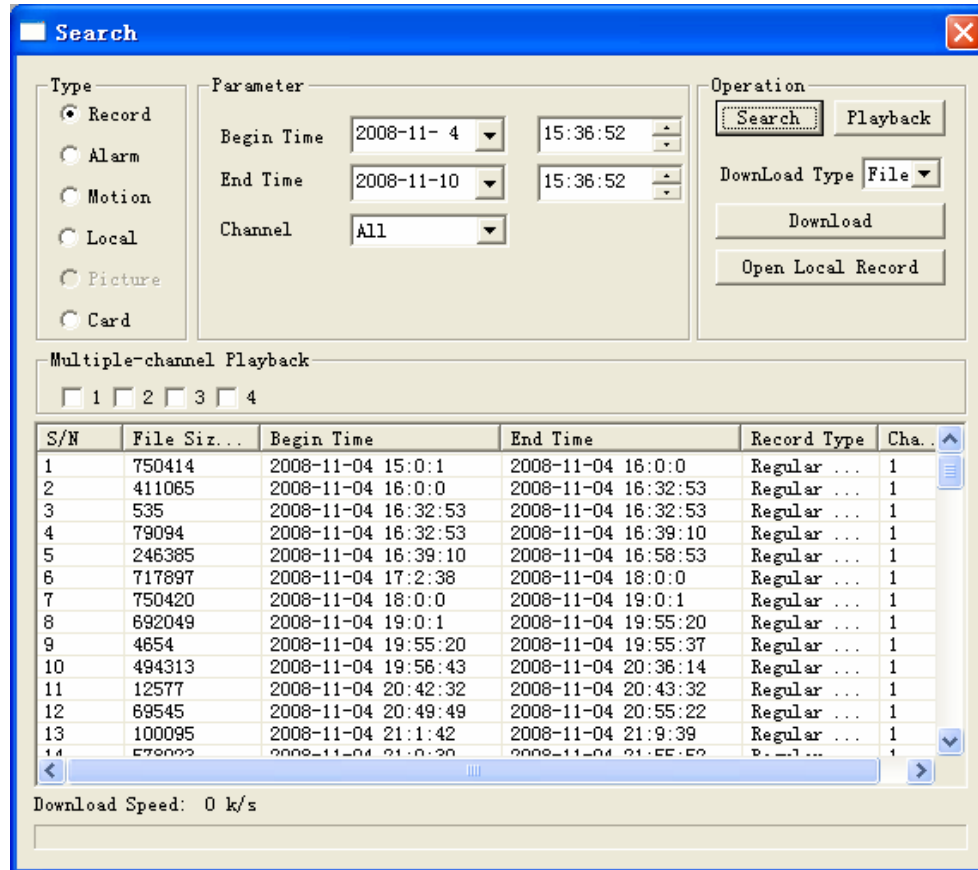 Search
Type
Record
Alarm
Motion
Local
Picture
Card
Parameter
Begin Time 2008-11- 4 15:36:52
End Time 2008-11-10 15:36:52
Channel All
Operation
Search Playback
DownLoad Type File
Download
Open Local Record
Multiple-channel Playback
1 2 3 4
S/N File Siz... Begin Time End Time Record Type Cha..
1 750414 2008-11-04 15:0:1 2008-11-04 16:0:0 Regular ... 1
2 411065 2008-11-04 16:0:0 2008-11-04 16:32:53 Regular ... 1
3 535 2008-11-04 16:32:53 2008-11-04 16:32:53 Regular ... 1
4 79094 2008-11-04 16:32:53 2008-11-04 16:39:10 Regular ... 1
5 246385 2008-11-04 16:39:10 2008-11-04 16:58:53 Regular ... 1
6 717897 2008-11-04 17:2:38 2008-11-04 18:0:0 Regular ... 1
7 750420 2008-11-04 18:0:0 2008-11-04 19:0:1 Regular ... 1
8 692049 2008-11-04 19:0:1 2008-11-04 19:55:20 Regular ... 1
9 4654 2008-11-04 19:55:20 2008-11-04 19:55:37 Regular ... 1
10 494313 2008-11-04 19:56:43 2008-11-04 20:36:14 Regular ... 1
11 12577 2008-11-04 20:42:32 2008-11-04 20:43:32 Regular ... 1
12 69545 2008-11-04 20:49:49 2008-11-04 20:55:22 Regular ... 1
13 100095 2008-11-04 21:1:42 2008-11-04 21:9:39 Regular ... 1
14 2008-11-04 2008-11-04 Regular ... 1
Download Speed: 0 k/s